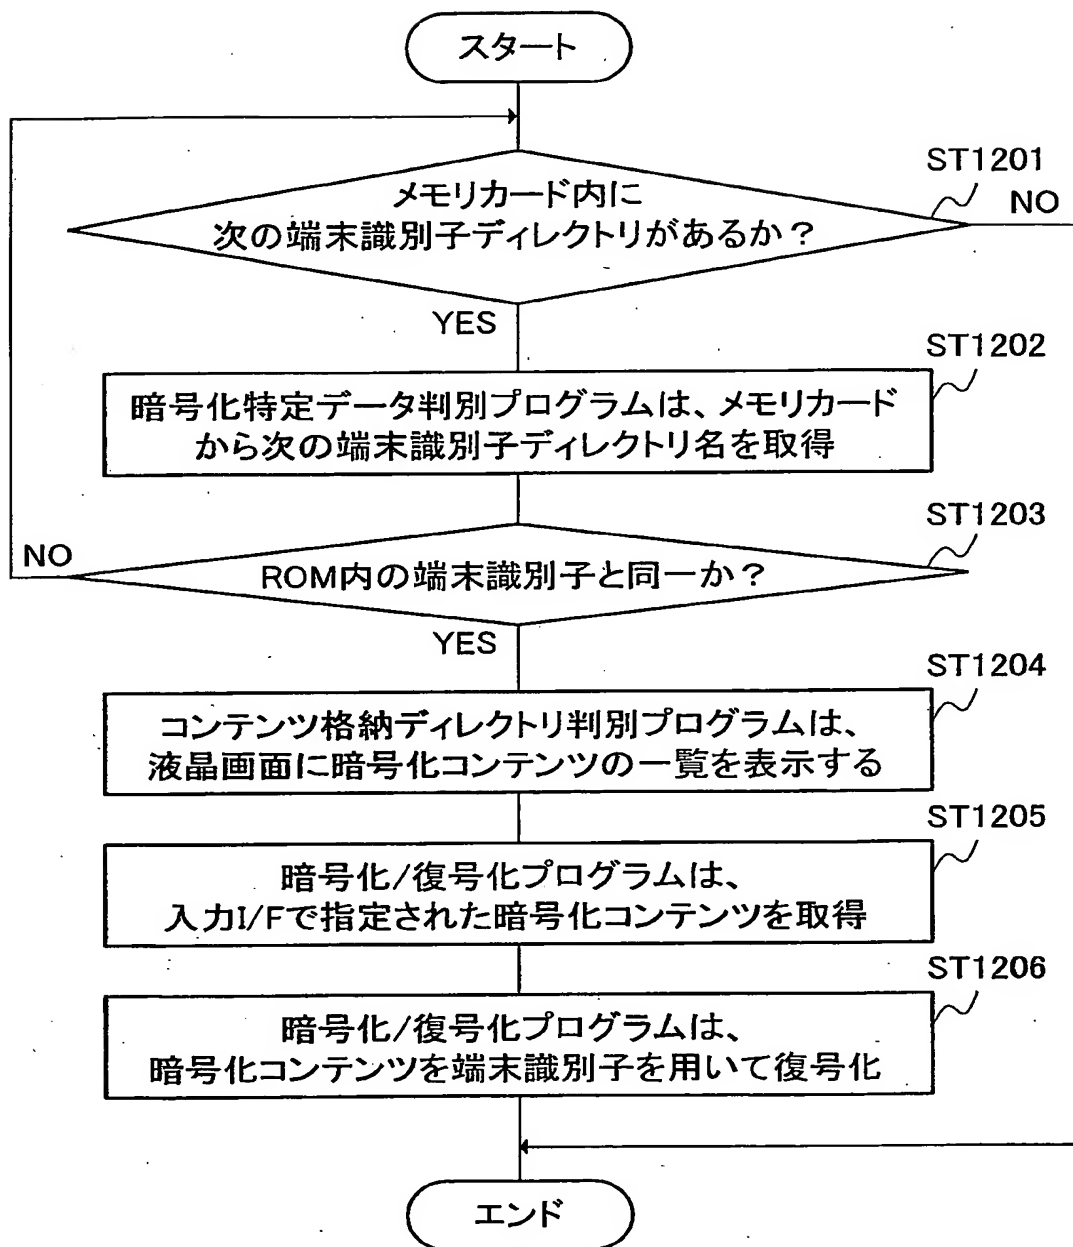 スタート
ST1201
メモリカード内に
次の端末識別子ディレクトリがあるか？
NO
YES
ST1202
暗号化特定データ判別プログラムは、メモリカード
から次の端末識別子ディレクトリ名を取得
ST1203
NO
ROM内の端末識別子と同一か？
YES
ST1204
コンテンツ格納ディレクトリ判別プログラムは、
液晶画面に暗号化コンテンツの一覧を表示する
ST1205
暗号化/復号化プログラムは、
入力I/Fで指定された暗号化コンテンツを取得
ST1206
暗号化/復号化プログラムは、
暗号化コンテンツを端末識別子を用いて復号化
エンド